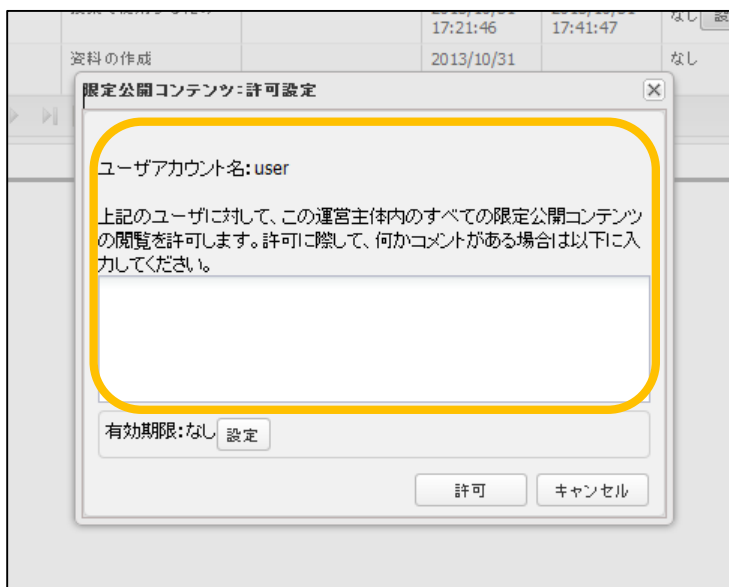 17:21:46 17:41:47 なし
資料の作成 2013/10/31 なし
限定公開コンテンツ:許可設定
ユーザアカウント名: user
上記のユーザに対して、この運営主体内のすべての限定公開コンテンツ
の閲覧を許可します。許可に際して、何かコメントがある場合は以下に入
力してください。
有効期限:なし 設定
許可 キャンセル